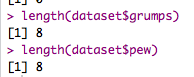 > length(dataset$grumps)
[1] 8
> length(dataset$pew)
[1] 8